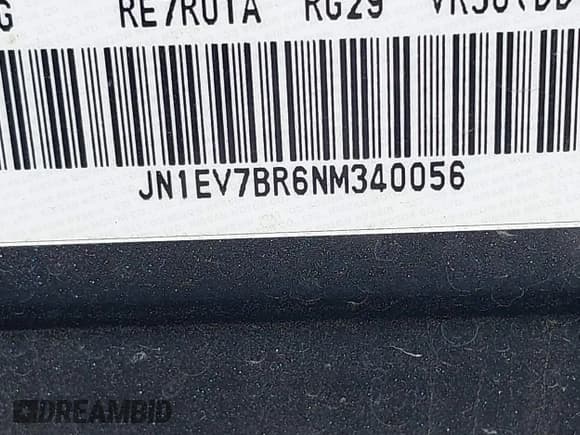 G RE7R01A RG29
JN1EV7BR6NM340056
DREAMBID